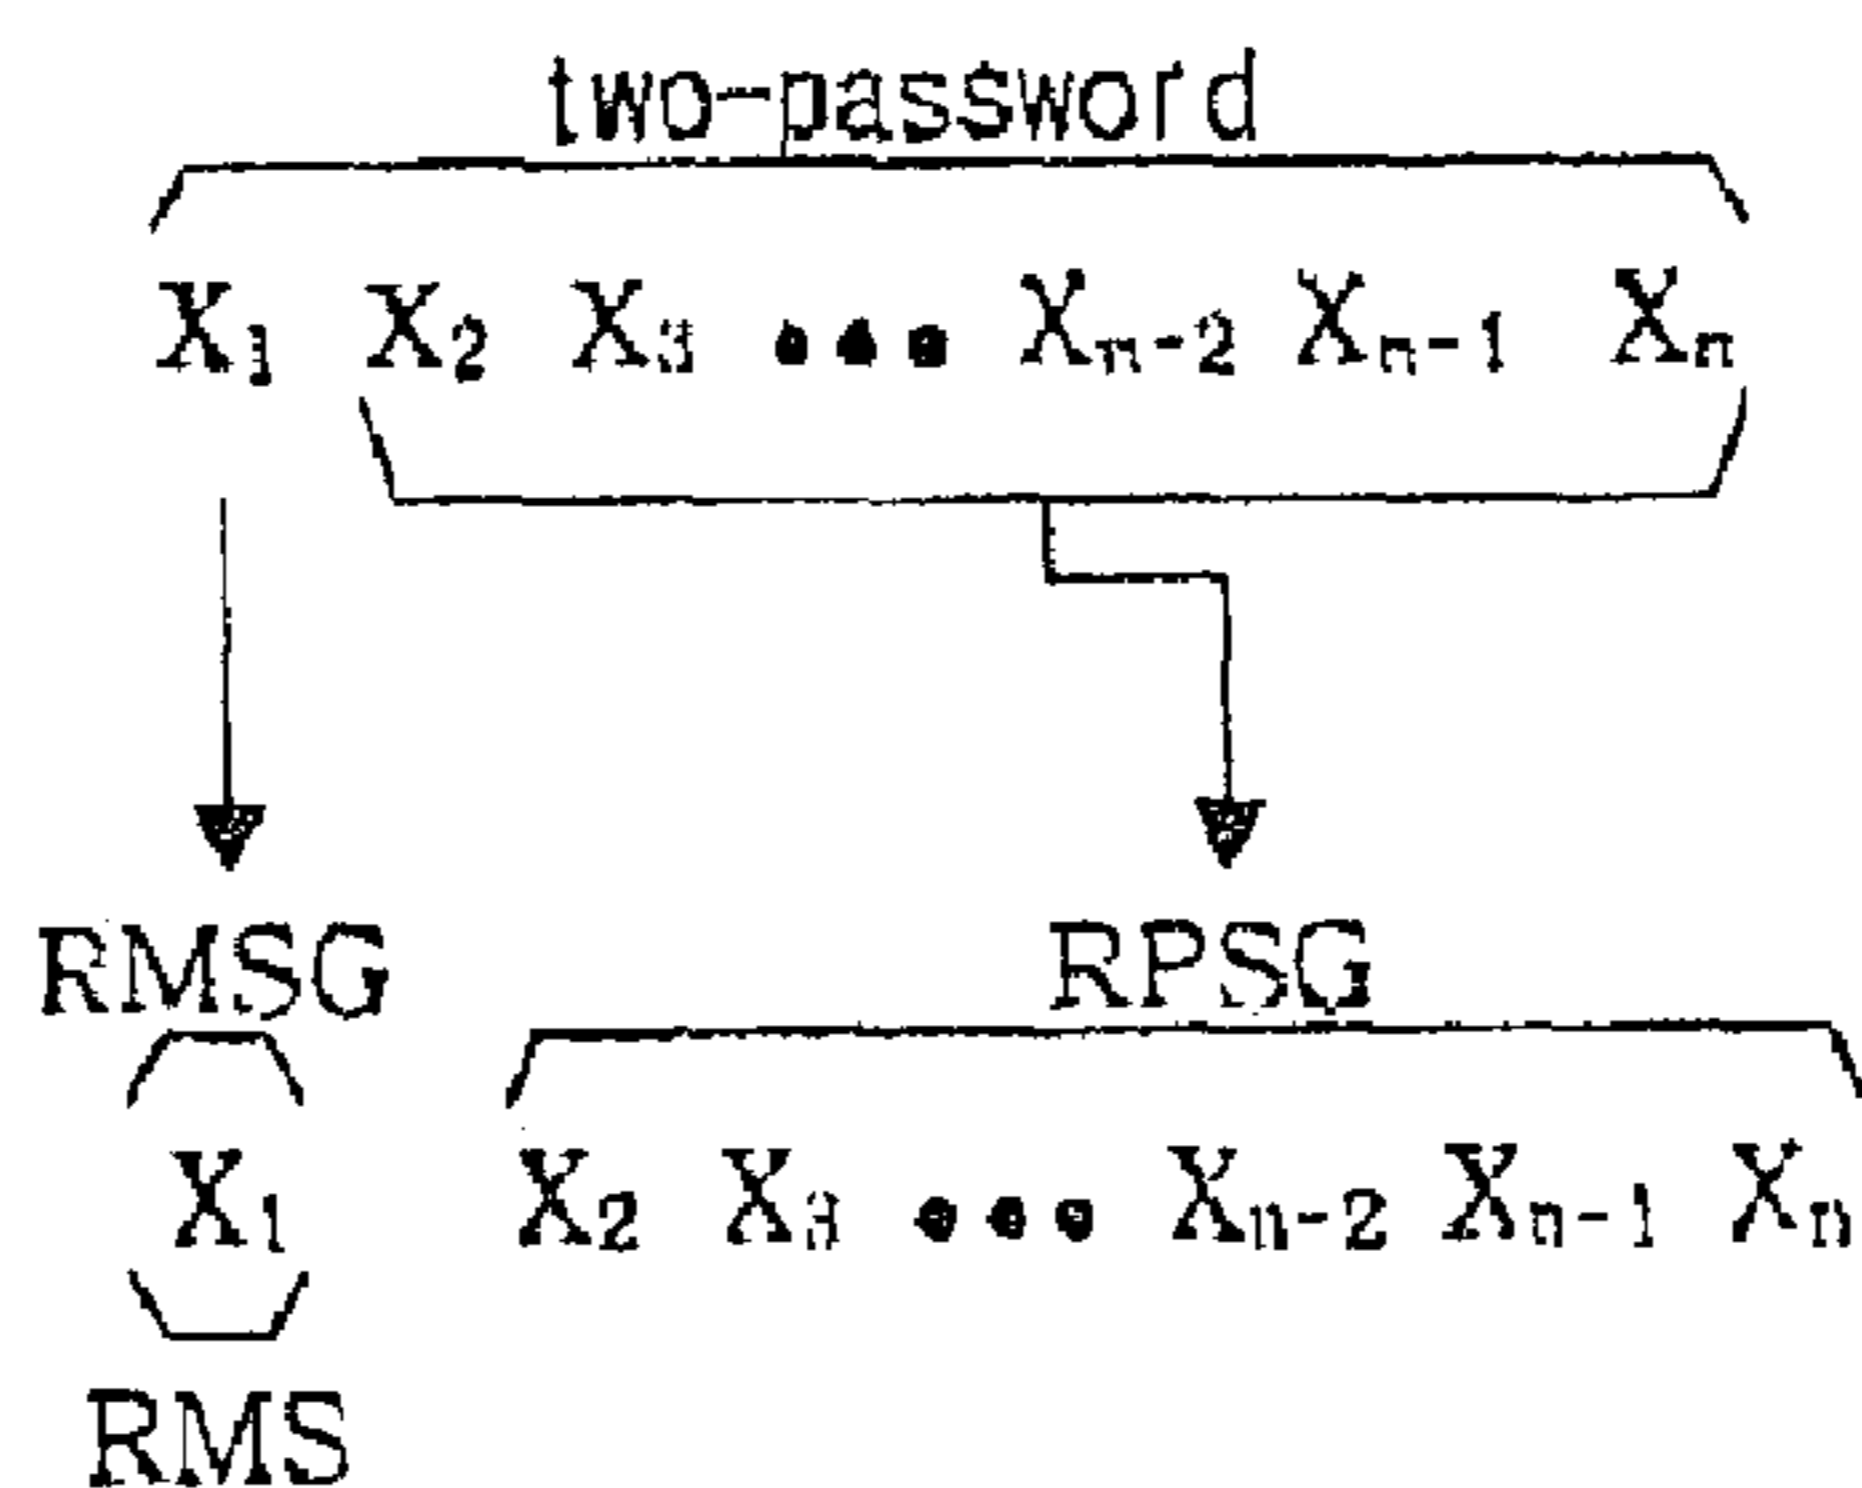 two-password
X₁ X₂ X₃ ••• Xₙ₋₂ Xₙ₋₁ Xₙ
RMSG RPSG
X₁ X₂ X₃ ••• Xₙ₋₂ Xₙ₋₁ Xₙ
RMS